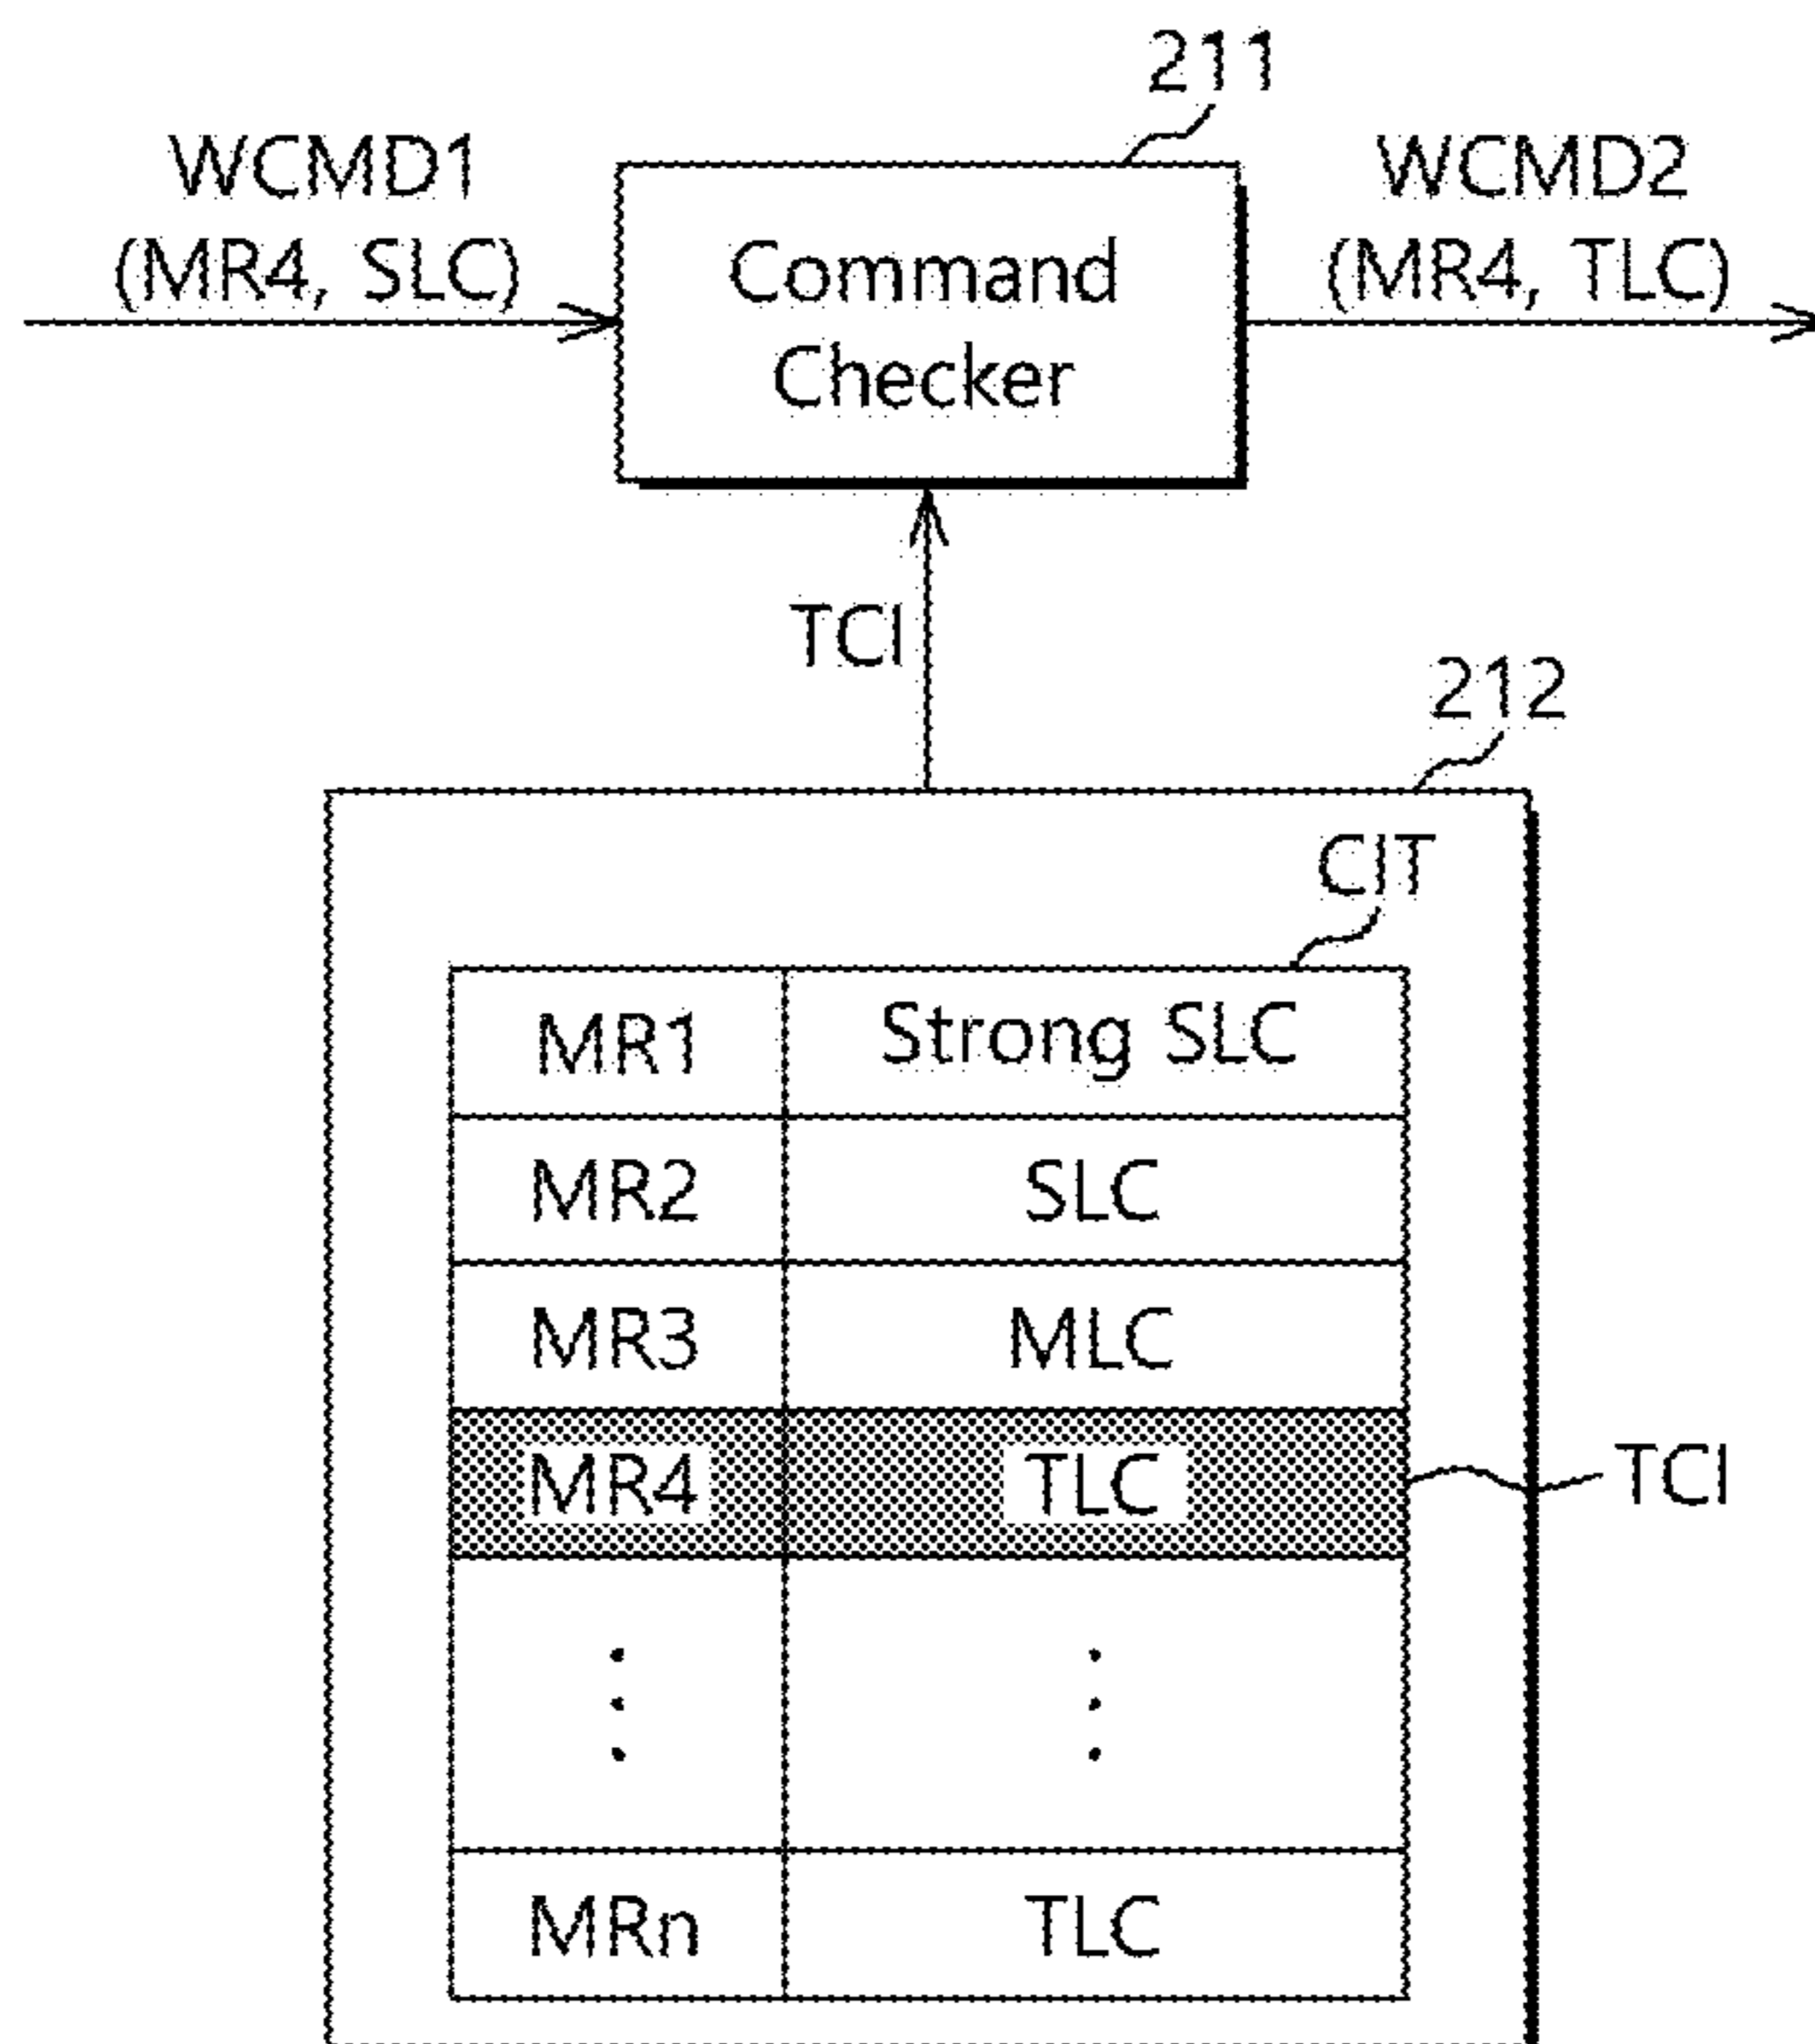 211
WCMD1
(MR4, SLC)
Command
Checker
WCMD2
(MR4, TLC)
TCI
212
CIT
MR1 Strong SLC
MR2 SLC
MR3 MLC
MR4 TLC
TCI
MRn TLC